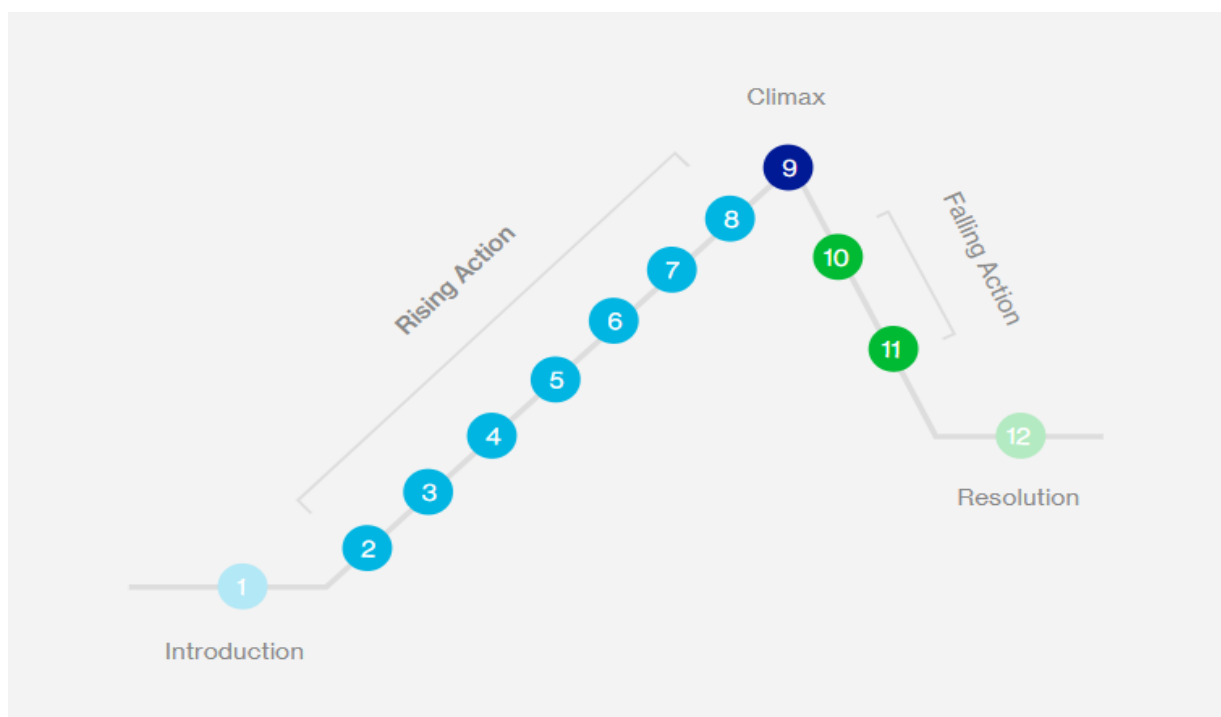 Climax
9
8
Rising Action
Falling Action
7
10
6
11
5
4
12
3
Resolution
2
1
Introduction